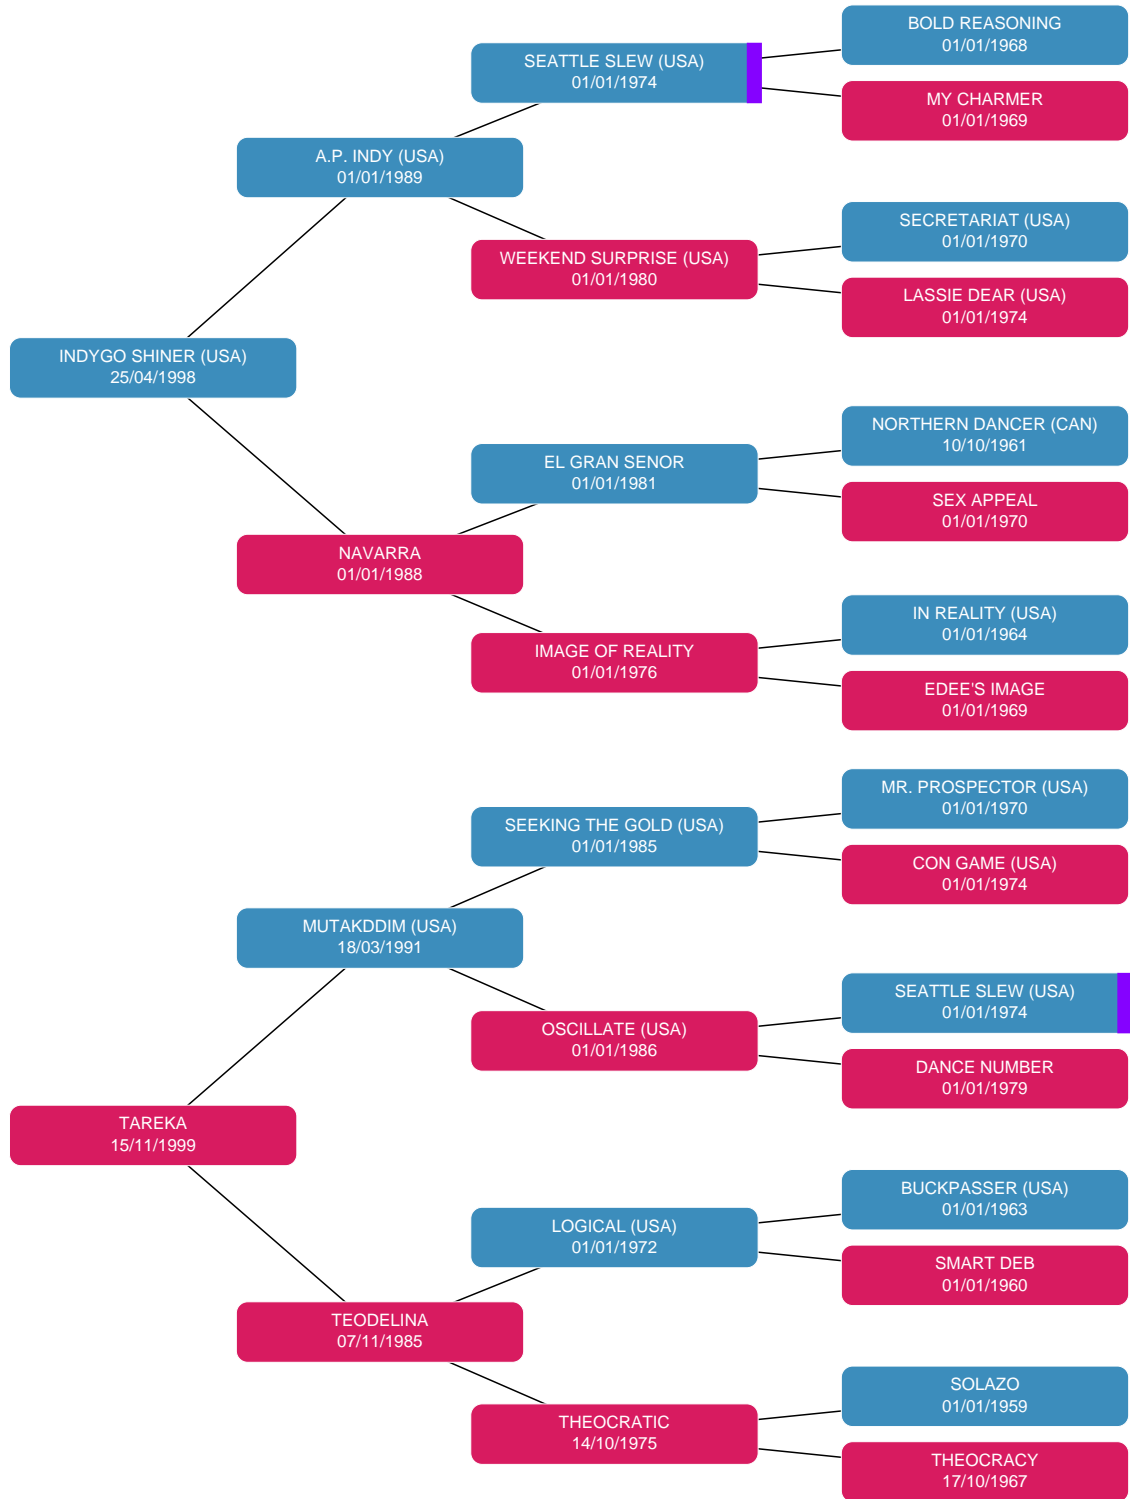 BOLD REASONING
01/01/1968
SEATTLE SLEW (USA)
01/01/1974
MY CHARMER
01/01/1969
A.P. INDY (USA)
01/01/1989
SECRETARIAT (USA)
01/01/1970
WEEKEND SURPRISE (USA)
01/01/1980
LASSIE DEAR (USA)
01/01/1974
INDYGO SHINER (USA)
25/04/1998
NORTHERN DANCER (CAN)
10/10/1961
EL GRAN SENOR
01/01/1981
SEX APPEAL
01/01/1970
NAVARRA
01/01/1988
IN REALITY (USA)
01/01/1964
IMAGE OF REALITY
01/01/1976
EDEE'S IMAGE
01/01/1969
MR. PROSPECTOR (USA)
01/01/1970
SEEKING THE GOLD (USA)
01/01/1985
CON GAME (USA)
01/01/1974
MUTAKDDIM (USA)
18/03/1991
SEATTLE SLEW (USA)
01/01/1974
OSCILLATE (USA)
01/01/1986
DANCE NUMBER
01/01/1979
TAREKA
15/11/1999
BUCKPASSER (USA)
01/01/1963
LOGICAL (USA)
01/01/1972
SMART DEB
01/01/1960
TEODELINA
07/11/1985
SOLAZO
01/01/1959
THEOCRATIC
14/10/1975
THEOCRACY
17/10/1967